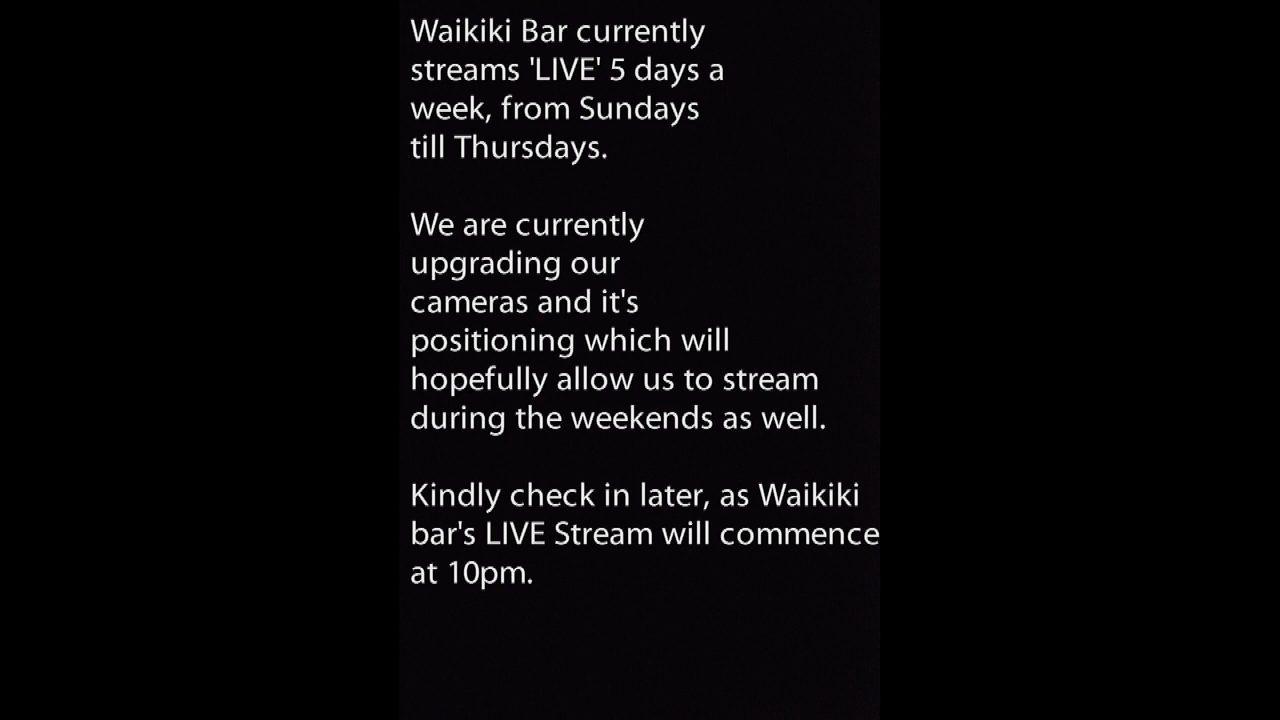 Waikiki Bar currently
streams 'LIVE' 5 days a
week, from Sundays
till Thursdays.
We are currently
upgrading our
cameras and it's
positioning which will
hopefully allow us to stream
during the weekends as well.
Kindly check in later, as Waikiki
bar's LIVE Stream will commence
at 10pm.